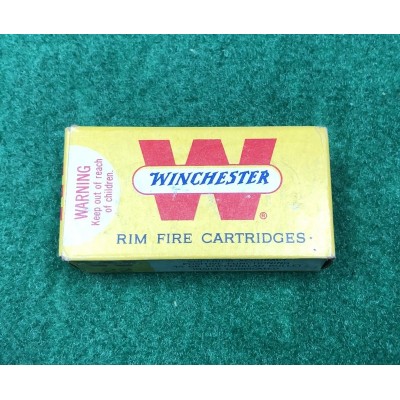 WARNING
Keep out of reach
of children.
W
WINCHESTER
®
RIM FIRE CARTRIDGES